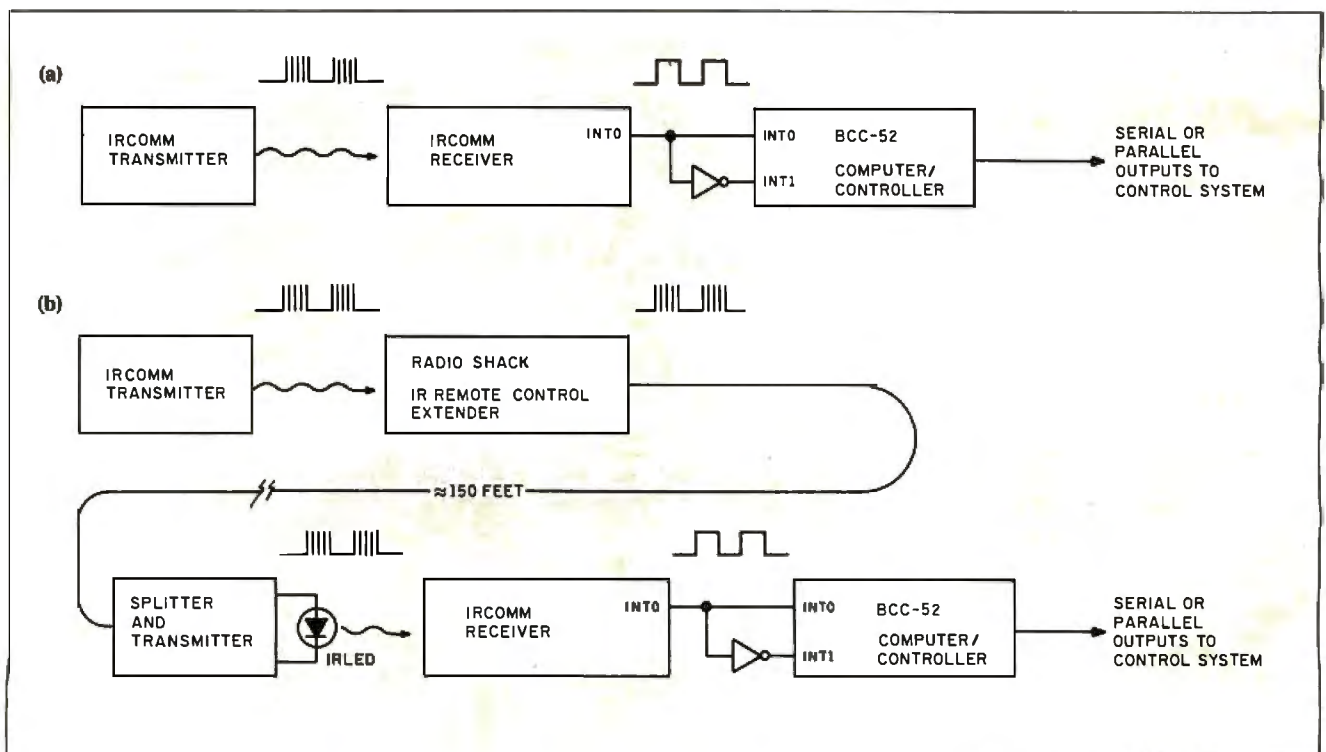 (a)
IRCOMM
TRANSMITTER
IRCOMM
RECEIVER
INT0
INT0
INT1
BCC-52
COMPUTER/
CONTROLLER
SERIAL OR
PARALLEL
OUTPUTS TO
CONTROL SYSTEM
(b)
IRCOMM
TRANSMITTER
RADIO SHACK
IR REMOTE CONTROL
EXTENDER
≈150 FEET
SPLITTER
AND
TRANSMITTER
IRLED
IRCOMM
RECEIVER
INT0
INT0
INT1
BCC-52
COMPUTER/
CONTROLLER
SERIAL OR
PARALLEL
OUTPUTS TO
CONTROL SYSTEM